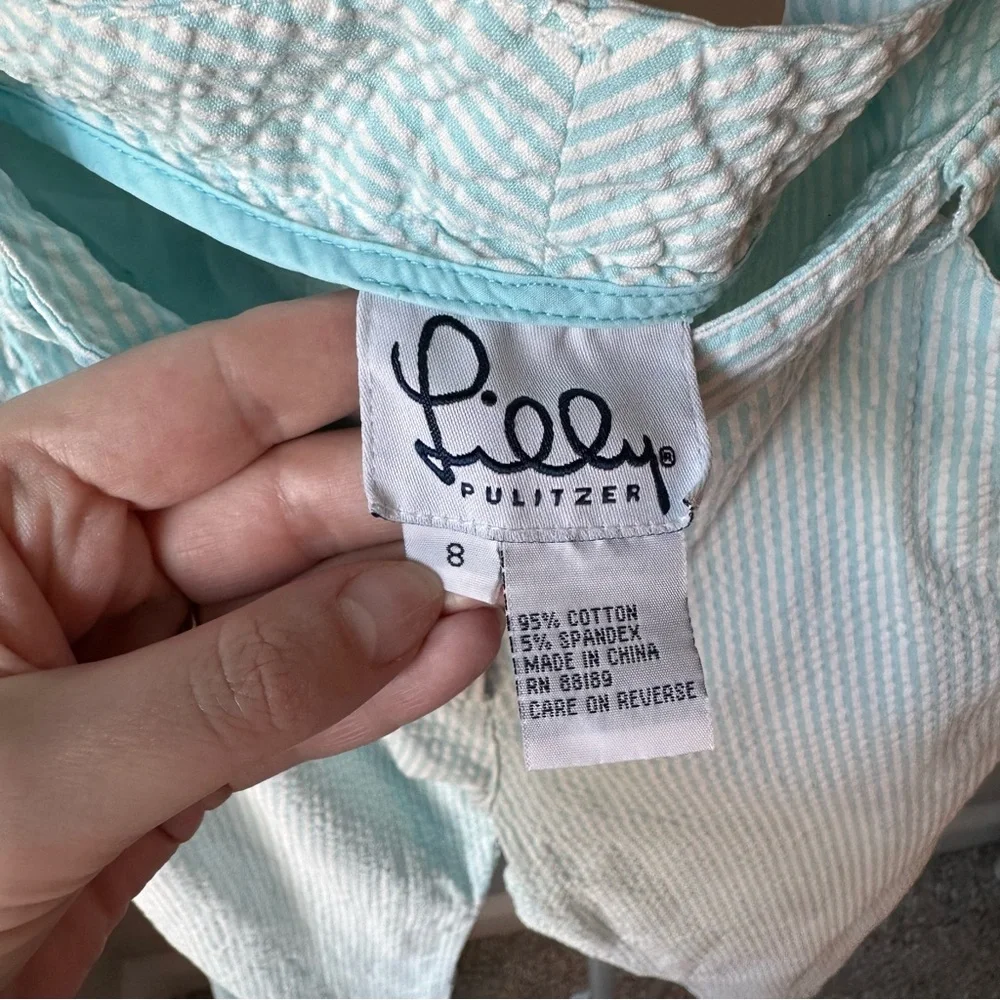 Lilly®
PULITZER
8
95% COTTON
5% SPANDEX
MADE IN CHINA
RN 88189
CARE ON REVERSE